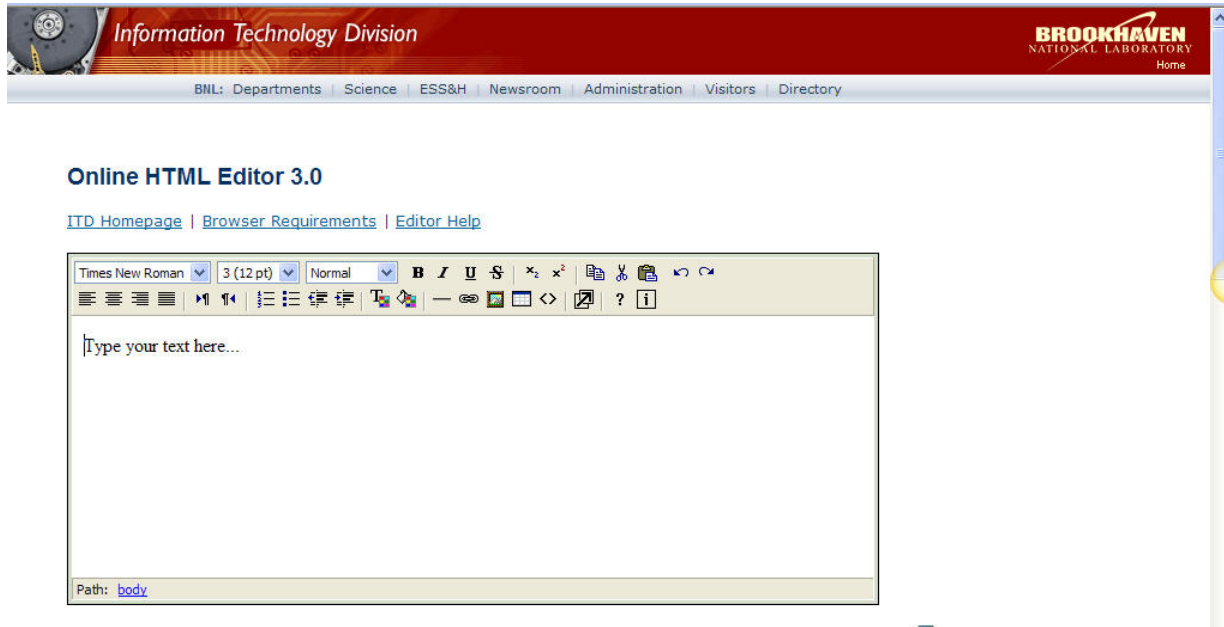 Information Technology Division
BROOKHAVEN
NATIONAL LABORATORY
Home
BNL: Departments | Science | ESS&H | Newsroom | Administration | Visitors | Directory
Online HTML Editor 3.0
ITD Homepage | Browser Requirements | Editor Help
Times New Roman 3 (12 pt) Normal B I U S x₂ x²
? i
Type your text here...
Path: body